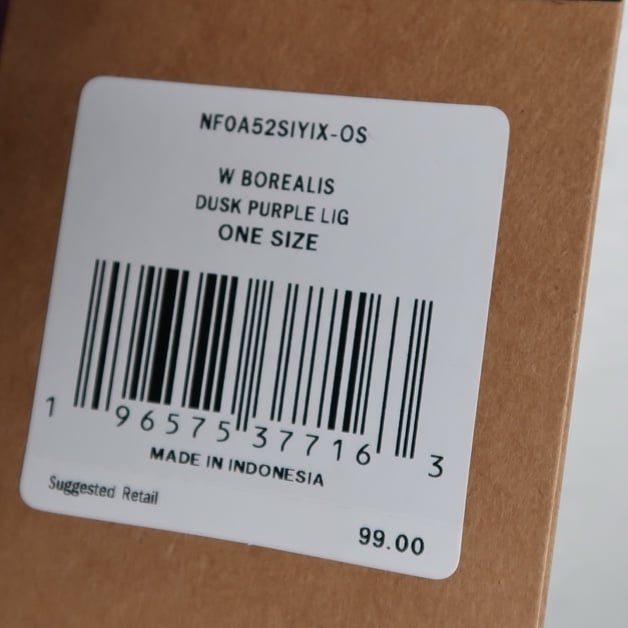 NF0A52SIYIX-OS
W BOREALIS
DUSK PURPLE LIG
ONE SIZE
1 96575 37716 3
MADE IN INDONESIA
Suggested Retail
99.00